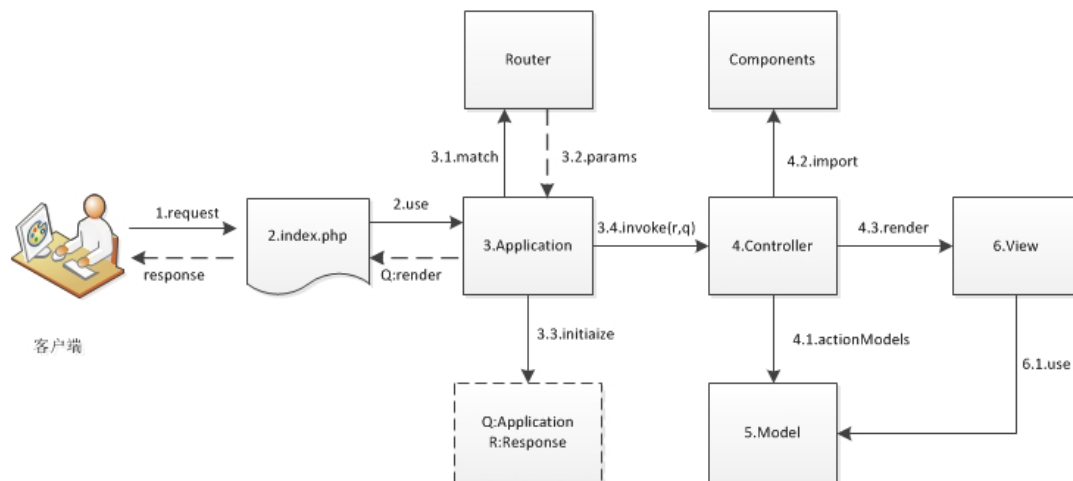 Router
Components
3.1.match
3.2.params
4.2.import
1.request
2.index.php
2.use
3.Application
3.4.invoke(r,q)
4.Controller
4.3.render
6.View
response
Q:render
客户端
3.3.initiaize
4.1.actionModels
6.1.use
Q:Application
R:Response
5.Model